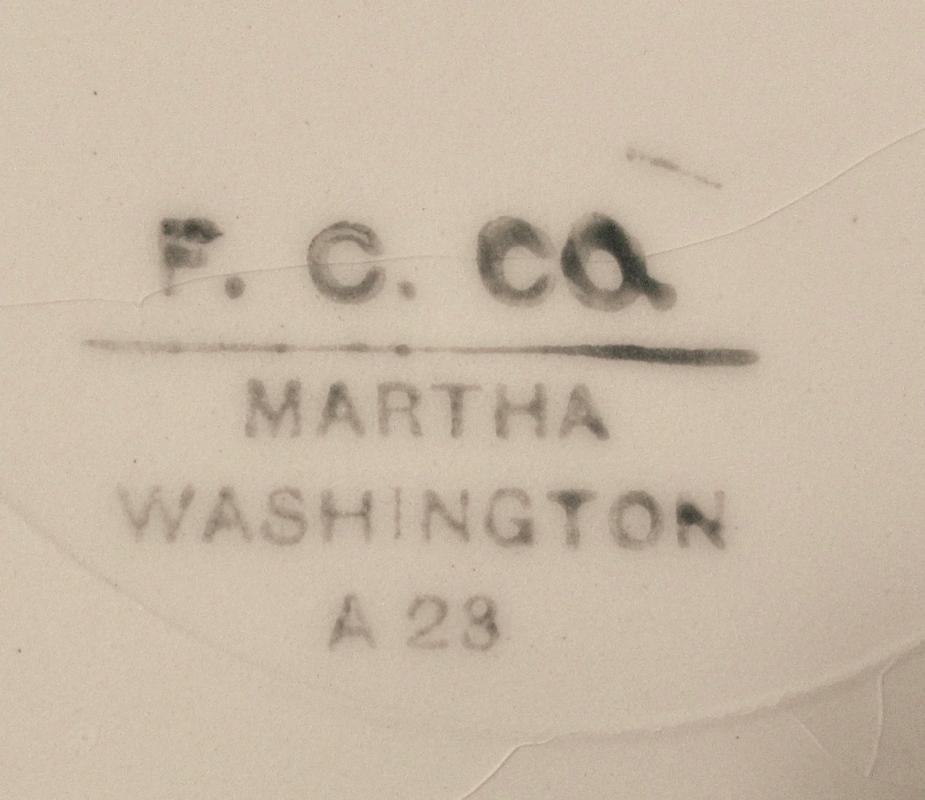 F. C. CO.
MARTHA
WASHINGTON
A 23